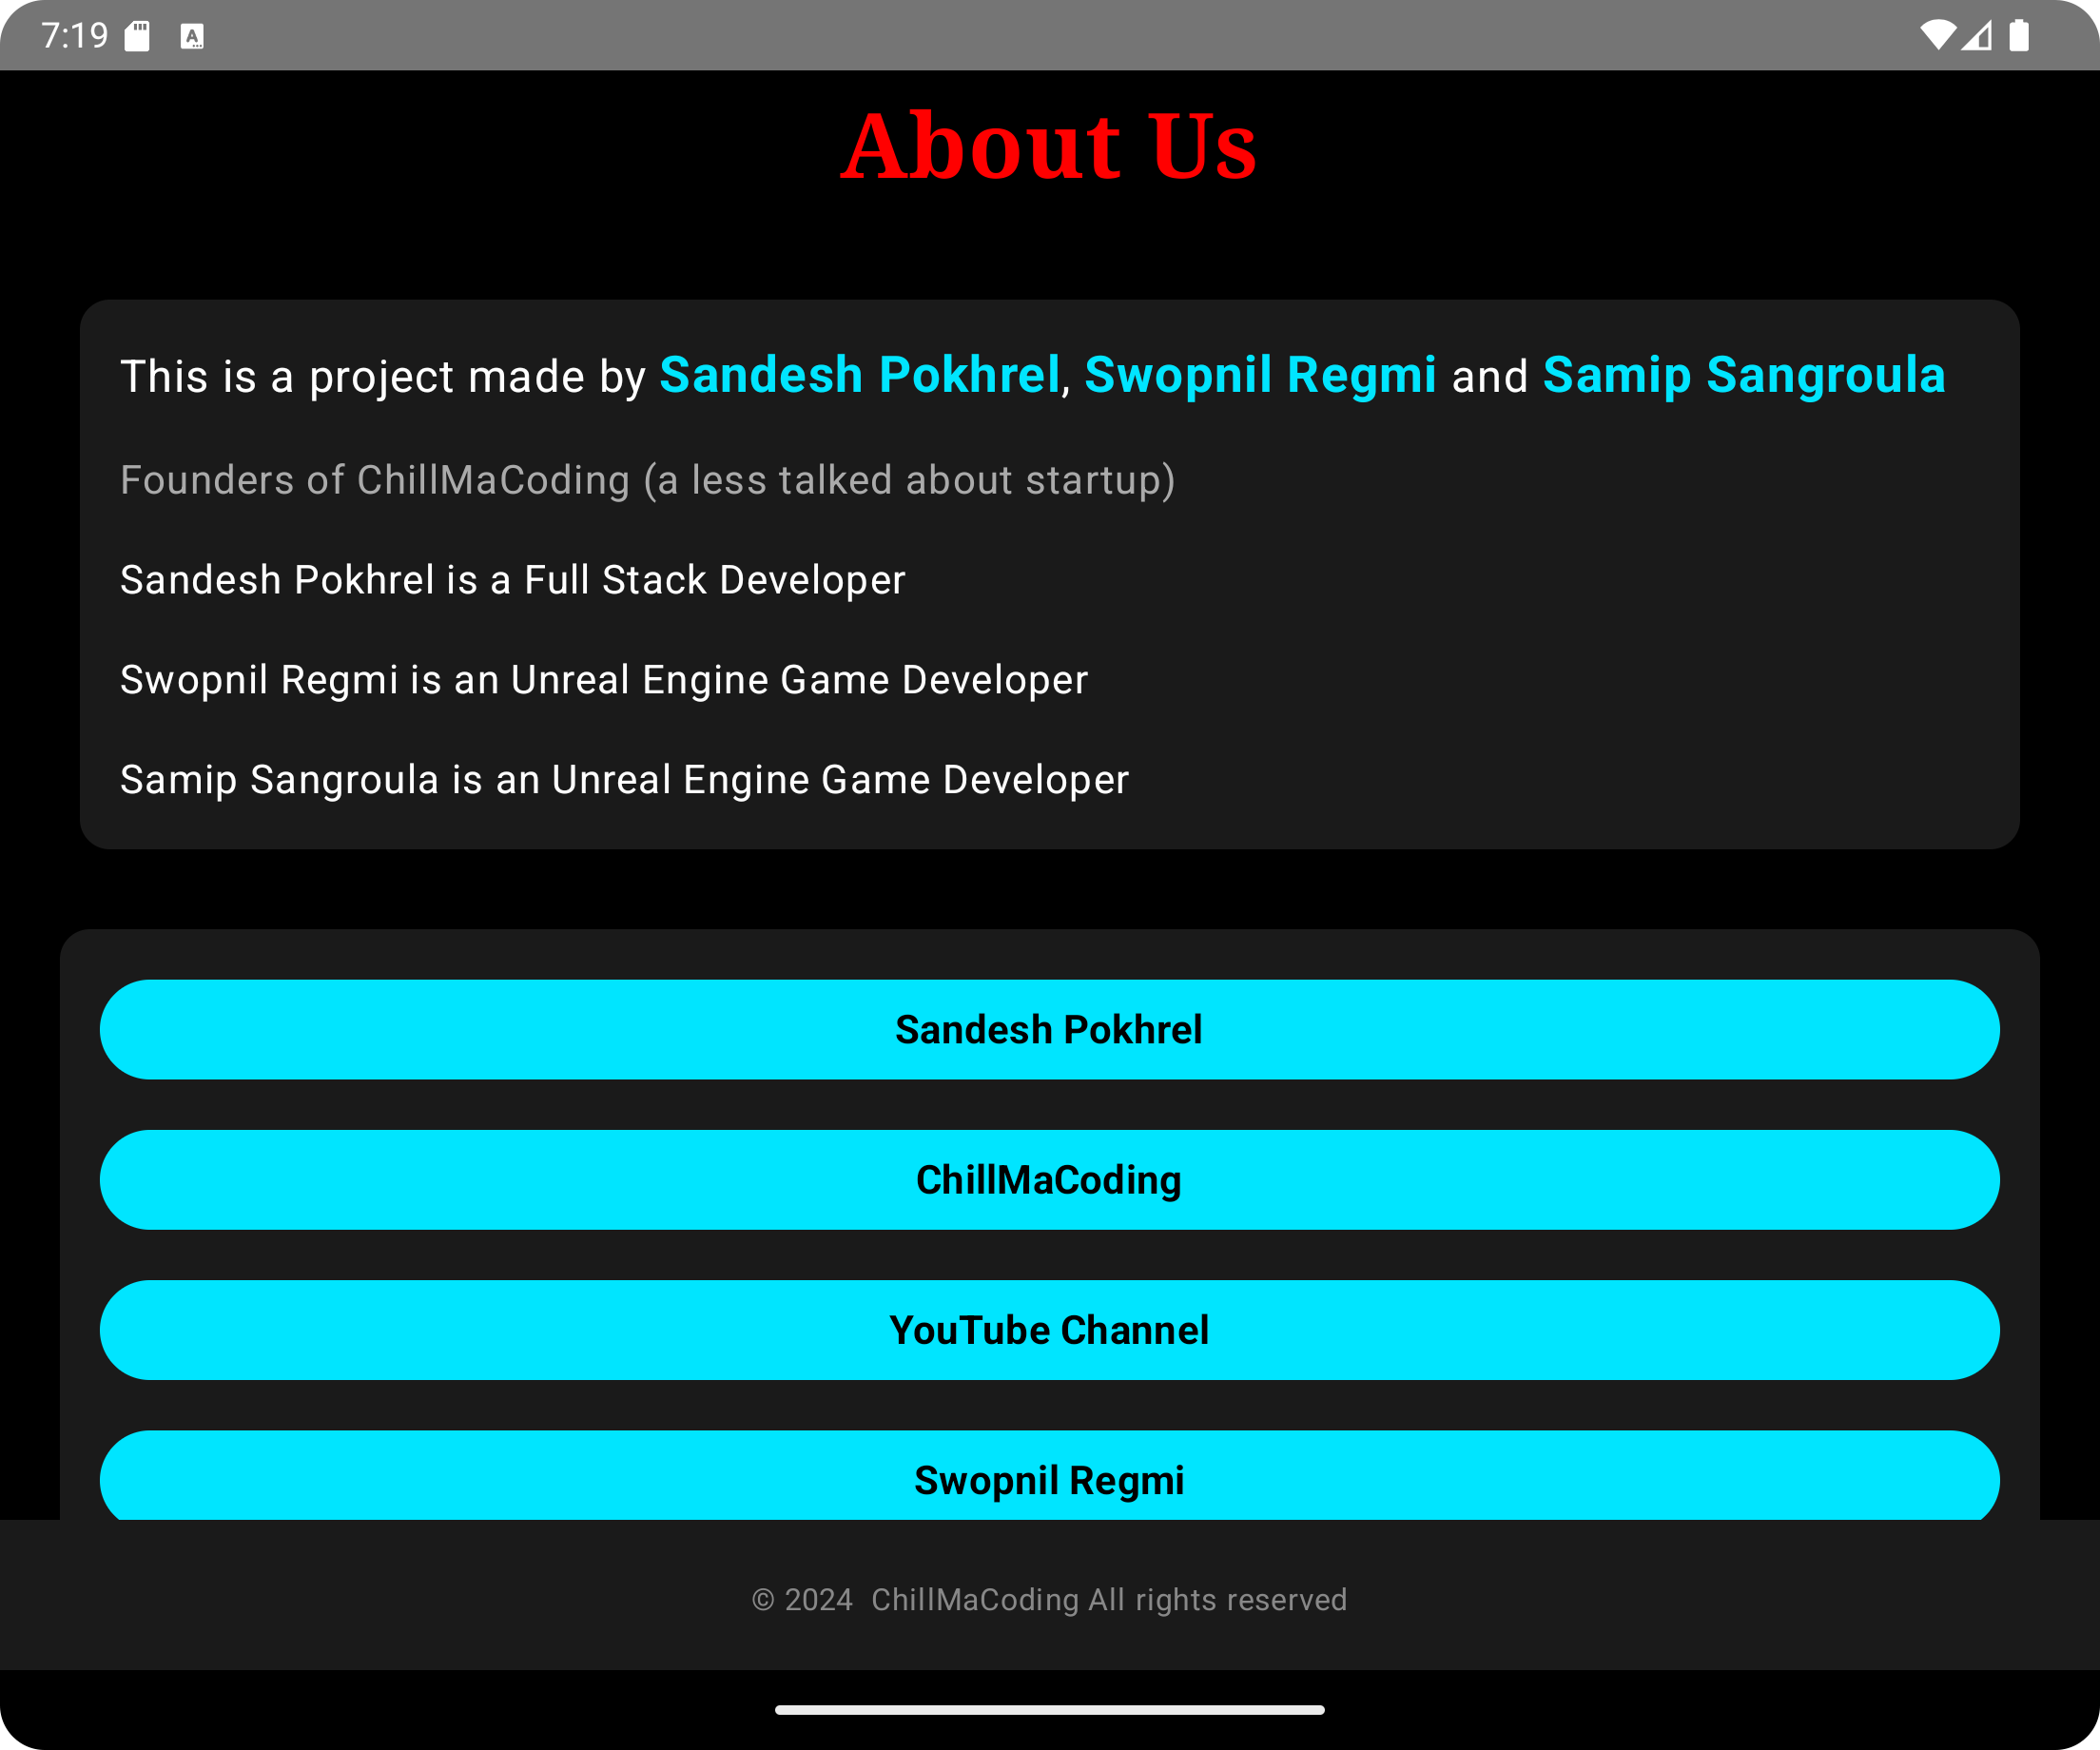 7:19
About Us
This is a project made by Sandesh Pokhrel, Swopnil Regmi and Samip Sangroula
Founders of ChillMaCoding (a less talked about startup)
Sandesh Pokhrel is a Full Stack Developer
Swopnil Regmi is an Unreal Engine Game Developer
Samip Sangroula is an Unreal Engine Game Developer
Sandesh Pokhrel
ChillMaCoding
YouTube Channel
Swopnil Regmi
© 2024  ChillMaCoding All rights reserved